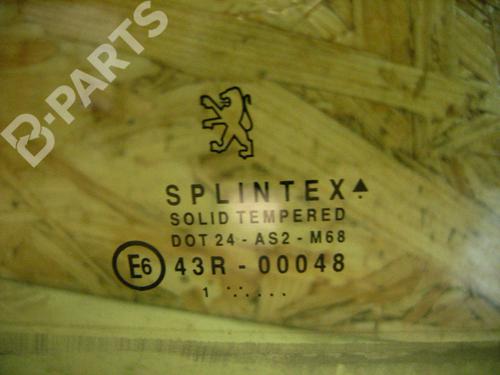 B-PARTS
SPLINTEX
SOLID TEMPERED
DOT 24 - AS2 - M68
E6 43R - 00048
1 ··.....